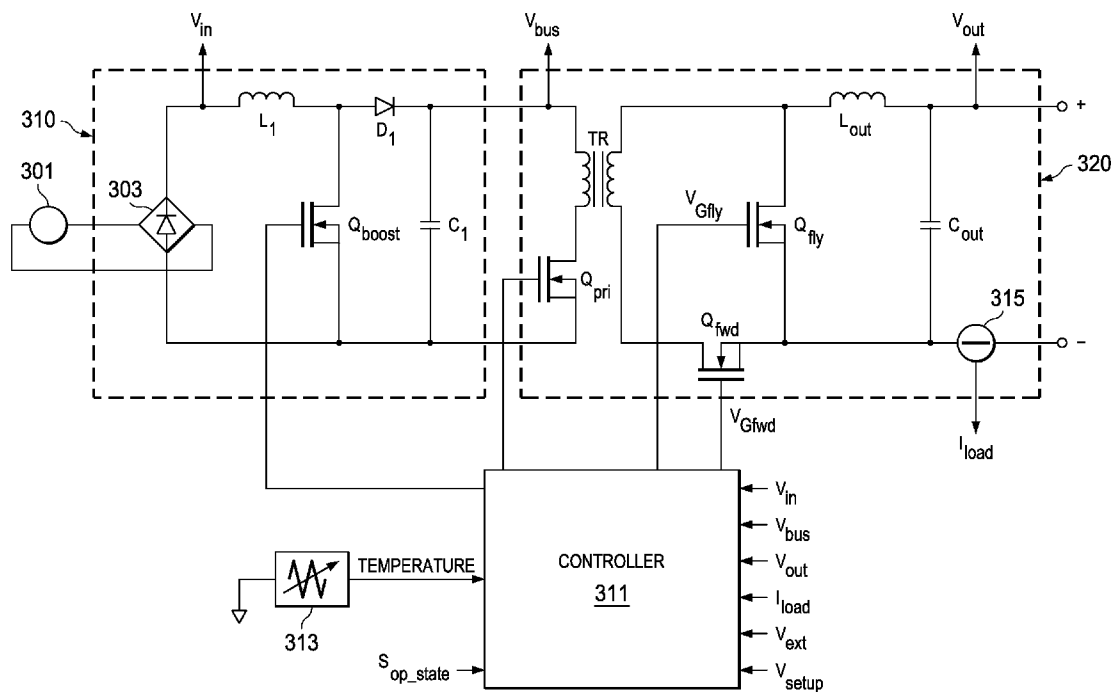 V_in
V_bus
V_out
310
L_1
D_1
TR
L_out
320
301
303
V_Gfly
Q_boost
C_1
Q_fly
C_out
Q_pri
Q_fwd
315
+
−
V_Gfwd
I_load
V_in
V_bus
TEMPERATURE
CONTROLLER
V_out
311
I_load
313
V_ext
S_op_state
V_setup